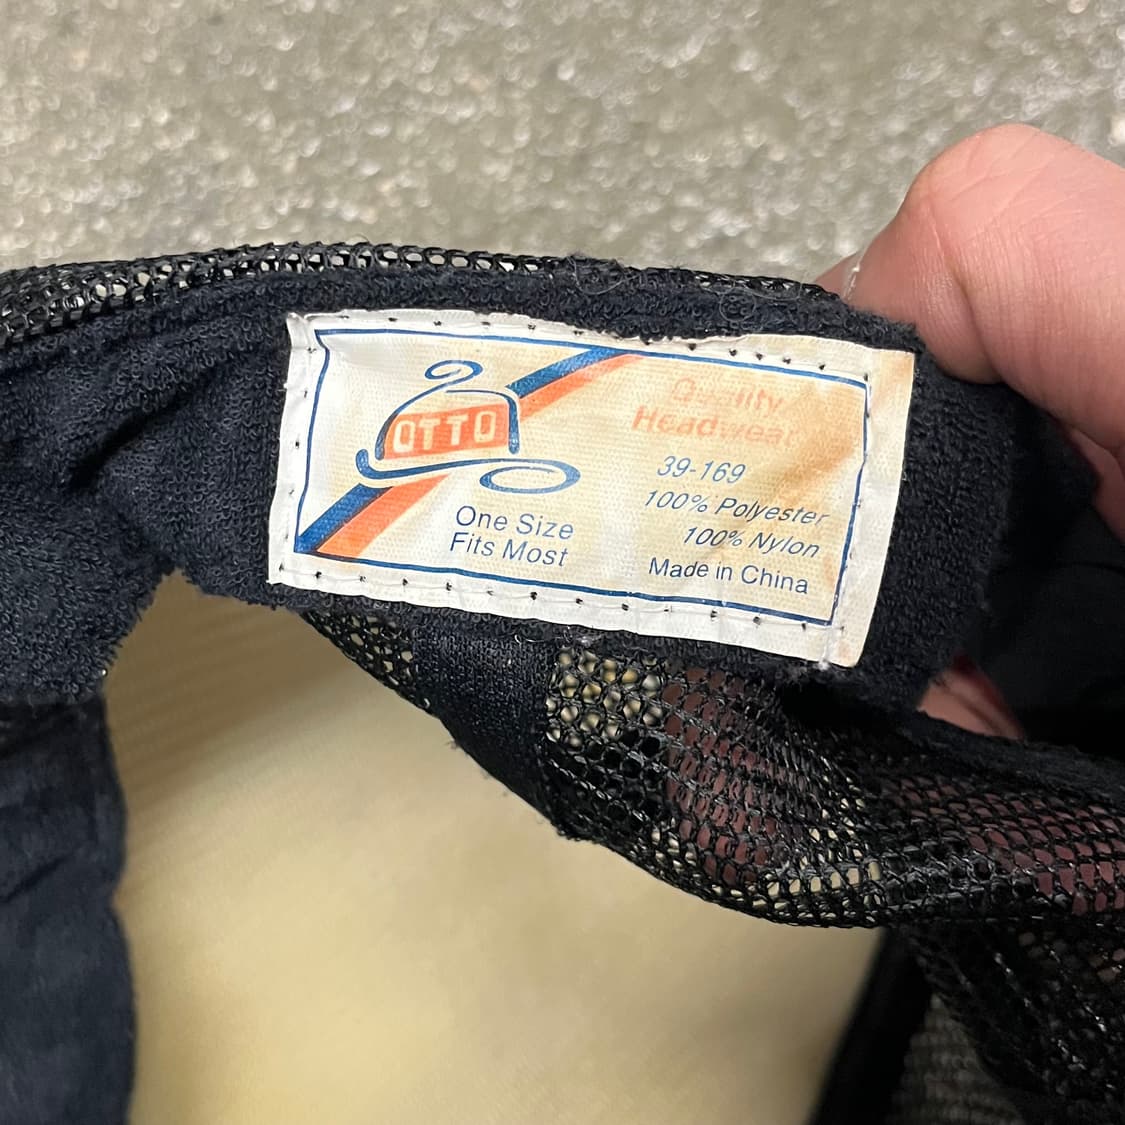 OTTO
One Size
Fits Most
Quality
Headwear
39-169
100% Polyester
100% Nylon
Made in China